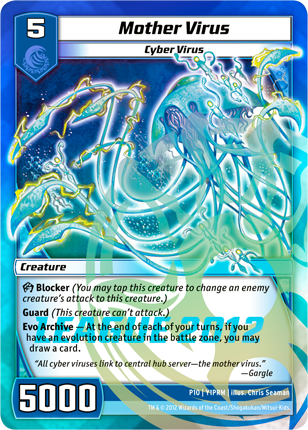 5
Mother Virus
Cyber Virus
Creature
Blocker (You may tap this creature to change an enemy
creature's attack to this creature.)
Guard (This creature can't attack.)
Evo Archive — At the end of each of your turns, if you
have an evolution creature in the battle zone, you may
draw a card.
"All cyber viruses link to central hub server—the mother virus."
—Gargle
5000
P10 | Y1PRM | illus. Chris Seaman
TM & © 2012 Wizards of the Coast/Shogakukan/Mitsui-Kids.